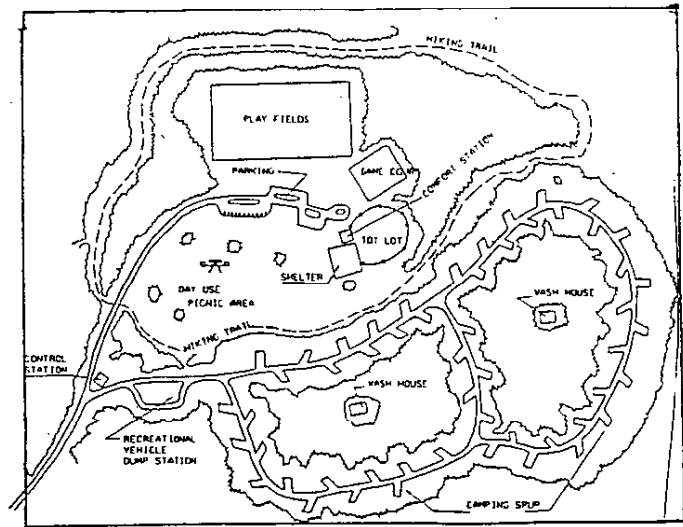 HIKING TRAIL
PLAY FIELDS
PARKING
GAME
COMFORT STATION
TOT LOT
SHELTER
DAY USE
PICNIC AREA
HIKING TRAIL
WASH HOUSE
CONTROL
STATION
WASH HOUSE
RECREATIONAL
VEHICLE
DUMP STATION
CAMPING SPUR